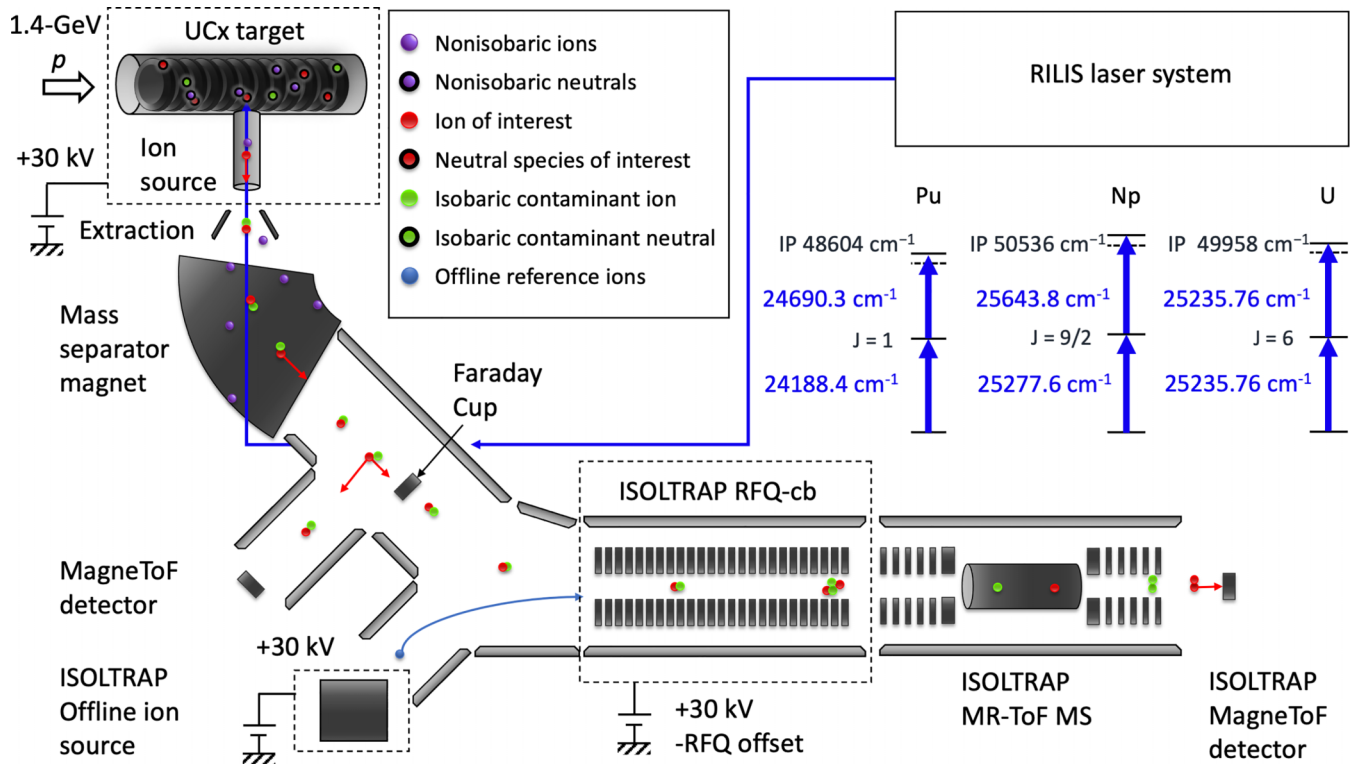 1.4-GeV
p
UCx target
+30 kV
Ion
source
Extraction
Mass
separator
magnet
Nonisobaric ions
Nonisobaric neutrals
Ion of interest
Neutral species of interest
Isobaric contaminant ion
Isobaric contaminant neutral
Offline reference ions
RILIS laser system
Pu
Np
U
IP 48604 cm⁻¹
IP 50536 cm⁻¹
IP 49958 cm⁻¹
24690.3 cm⁻¹
25643.8 cm⁻¹
25235.76 cm⁻¹
J = 1
J = 9/2
J = 6
24188.4 cm⁻¹
25277.6 cm⁻¹
25235.76 cm⁻¹
Faraday
Cup
ISOLTRAP RFQ-cb
MagneToF
detector
+30 kV
ISOLTRAP
Offline ion
source
+30 kV
-RFQ offset
ISOLTRAP
MR-ToF MS
ISOLTRAP
MagneToF
detector